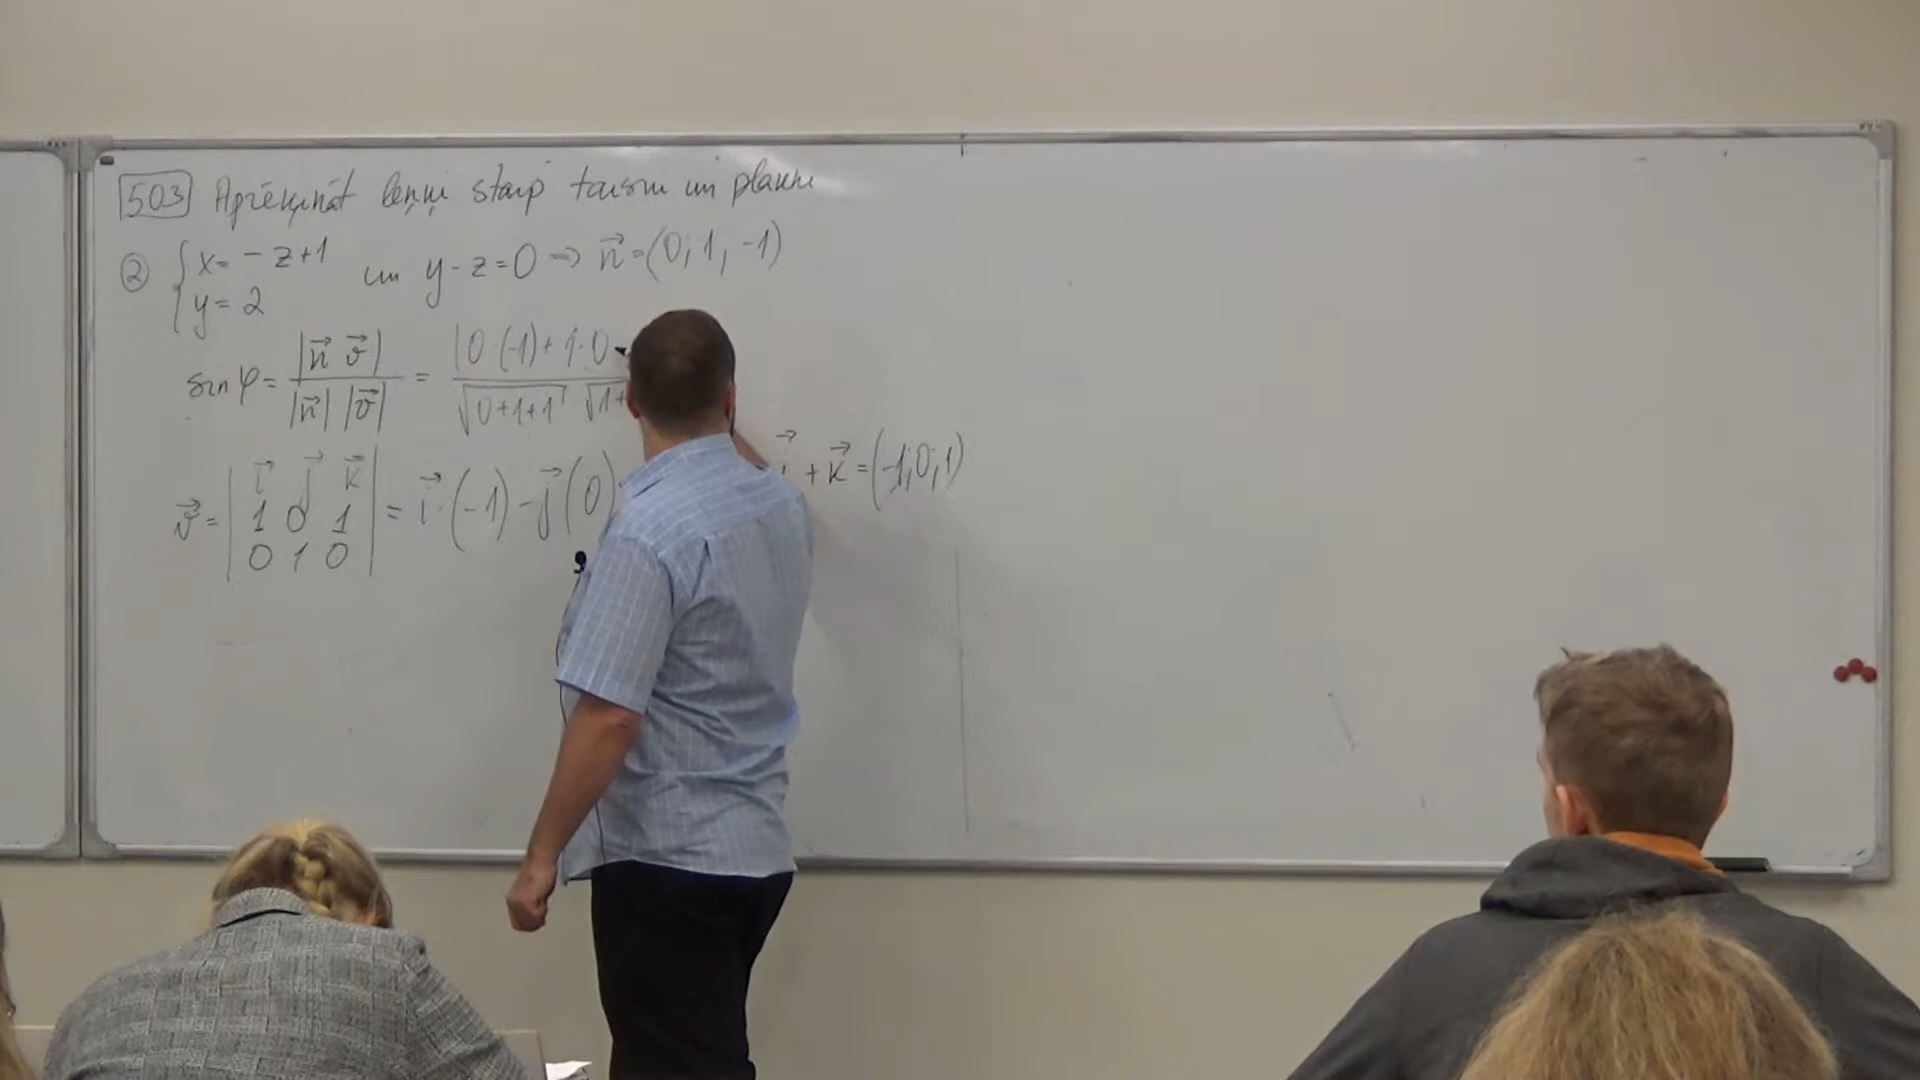 503 Aprēķināt leņķi starp taisni un plakni
② { x = - z + 1
y = 2
un y - z = 0 ⇒ n⃗ = (0; 1, -1)
sin φ = |n⃗ v⃗| / |n⃗| |v⃗| = |0·(-1) + 1·0 / √0+1+1 √1+
v⃗ = | i⃗ j⃗ k⃗ | = i⃗·(-1) - j⃗(0) i⃗ + k⃗ = (-1; 0; 1)
1 0 1
0 1 0